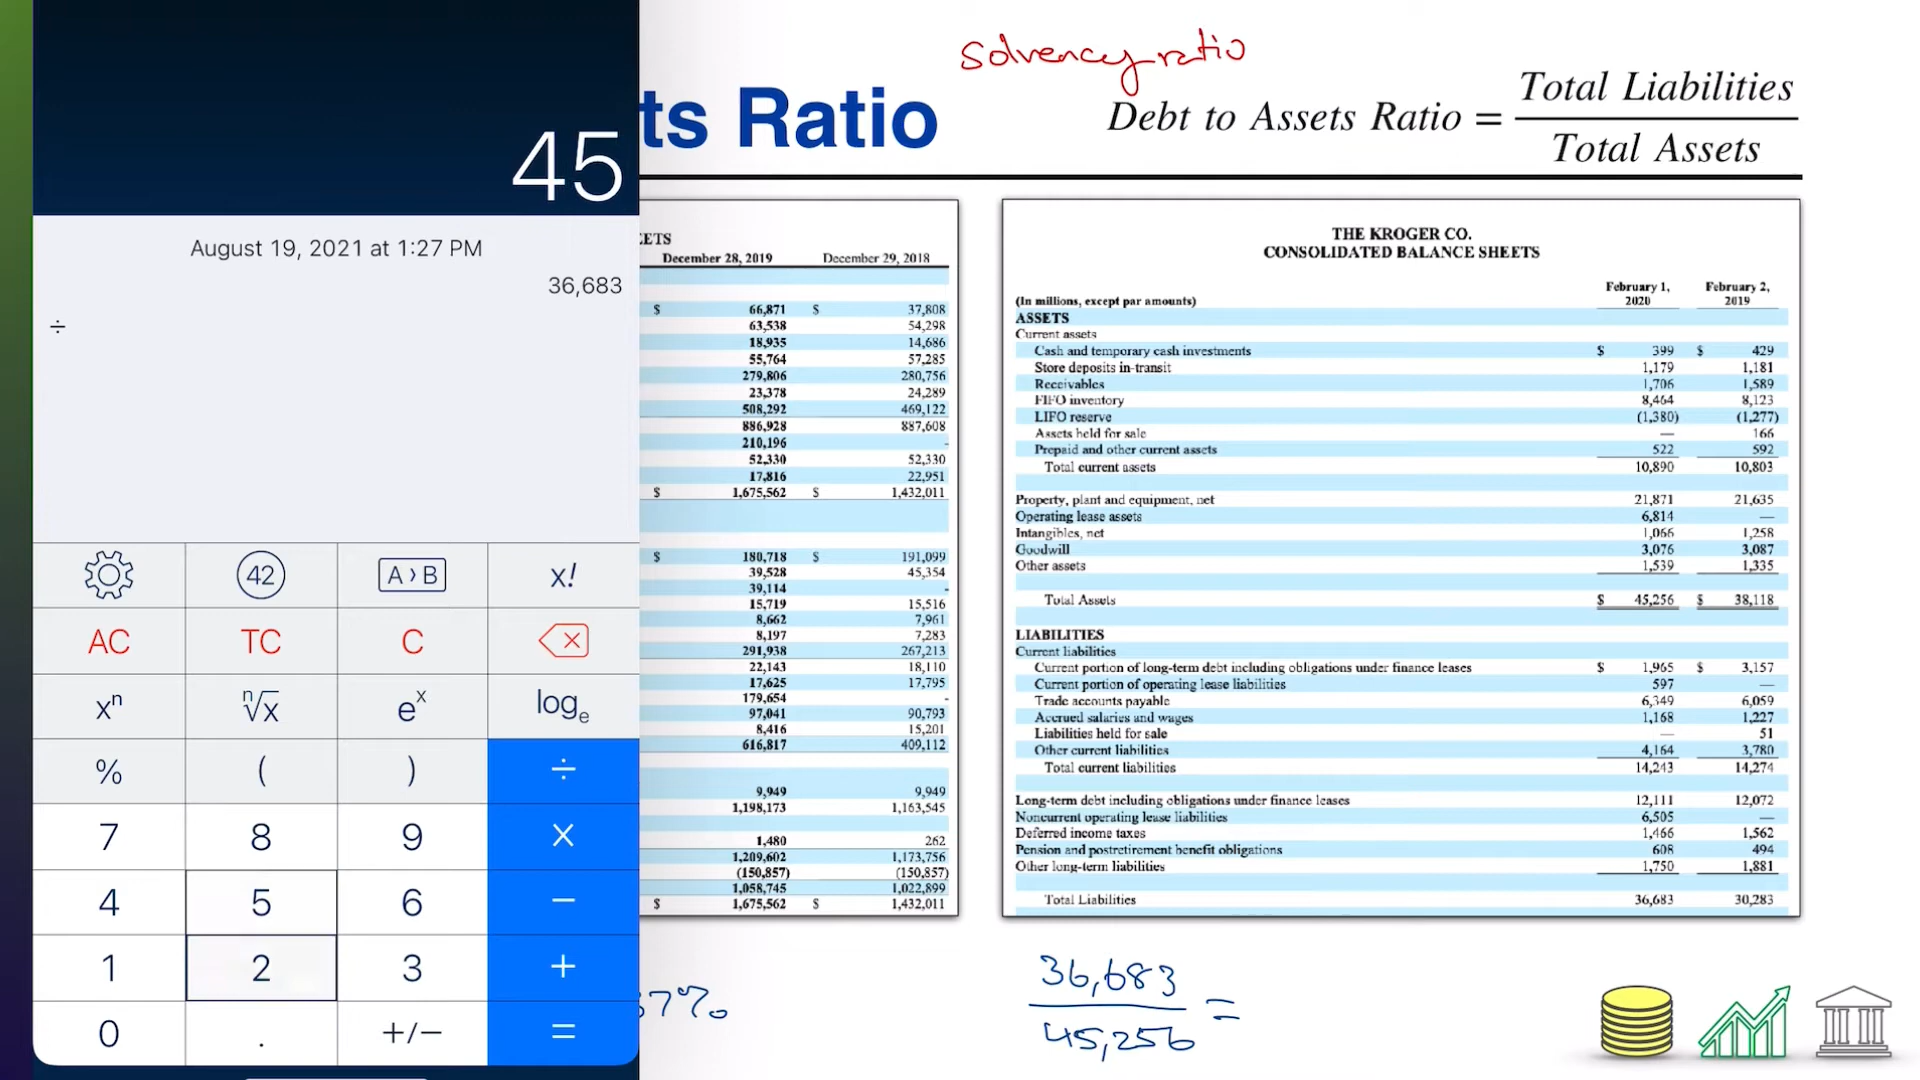 solvency ratio
ts Ratio
Debt to Assets Ratio = Total Liabilities
Total Assets
45
August 19, 2021 at 1:27 PM
36,683
÷
42 A›B x!
AC TC C
xⁿ ⁿ√x eˣ logₑ
% ( ) ÷
7 8 9 ×
4 5 6 −
1 2 3 +
0 . +/− =
ETS
December 28, 2019 December 29, 2018
$ 66,871 $ 37,808
63,538 54,298
18,935 14,686
55,764 57,285
279,806 280,756
23,378 24,289
508,292 469,122
886,928 887,608
210,196 -
52,330 52,330
17,816 22,951
$ 1,675,562 $ 1,432,011
$ 180,718 $ 191,099
39,528 45,354
39,114 -
15,719 15,516
8,662 7,961
8,197 7,283
291,938 267,213
22,143 18,110
17,625 17,795
179,654 -
97,041 90,793
8,416 15,201
616,817 409,112
9,949 9,949
1,198,173 1,163,545
1,480 262
1,209,602 1,173,756
(150,857) (150,857)
1,058,745 1,022,899
$ 1,675,562 $ 1,432,011
37%
THE KROGER CO.
CONSOLIDATED BALANCE SHEETS
February 1, February 2,
(In millions, except par amounts) 2020 2019
ASSETS
Current assets
Cash and temporary cash investments $ 399 $ 429
Store deposits in-transit 1,179 1,181
Receivables 1,706 1,589
FIFO inventory 8,464 8,123
LIFO reserve (1,380) (1,277)
Assets held for sale — 166
Prepaid and other current assets 522 592
Total current assets 10,890 10,803
Property, plant and equipment, net 21,871 21,635
Operating lease assets 6,814 —
Intangibles, net 1,066 1,258
Goodwill 3,076 3,087
Other assets 1,539 1,335
Total Assets $ 45,256 $ 38,118
LIABILITIES
Current liabilities
Current portion of long-term debt including obligations under finance leases $ 1,965 $ 3,157
Current portion of operating lease liabilities 597 —
Trade accounts payable 6,349 6,059
Accrued salaries and wages 1,168 1,227
Liabilities held for sale — 51
Other current liabilities 4,164 3,780
Total current liabilities 14,243 14,274
Long-term debt including obligations under finance leases 12,111 12,072
Noncurrent operating lease liabilities 6,505 —
Deferred income taxes 1,466 1,562
Pension and postretirement benefit obligations 608 494
Other long-term liabilities 1,750 1,881
Total Liabilities 36,683 30,283
36,683
45,256 =